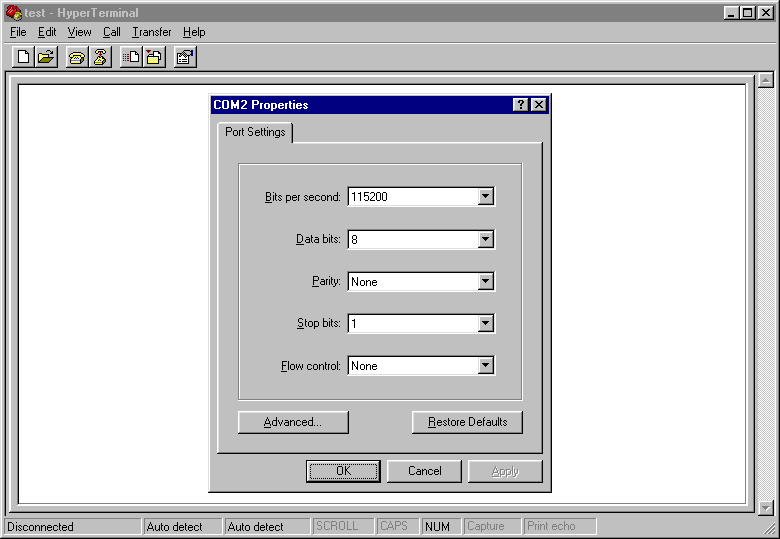 test - HyperTerminal
File Edit View Call Transfer Help
COM2 Properties
Port Settings
Bits per second: 115200
Data bits: 8
Parity: None
Stop bits: 1
Flow control: None
Advanced... Restore Defaults
OK Cancel Apply
Disconnected Auto detect Auto detect SCROLL CAPS NUM Capture Print echo